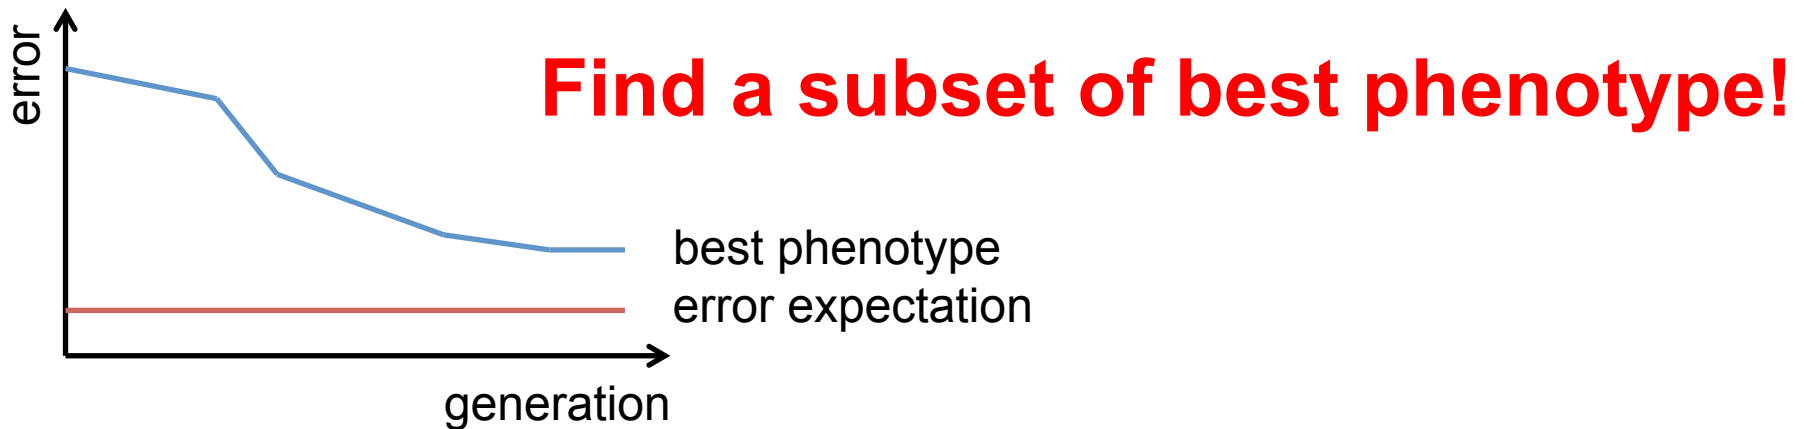 error
Find a subset of best phenotype!
best phenotype
error expectation
generation